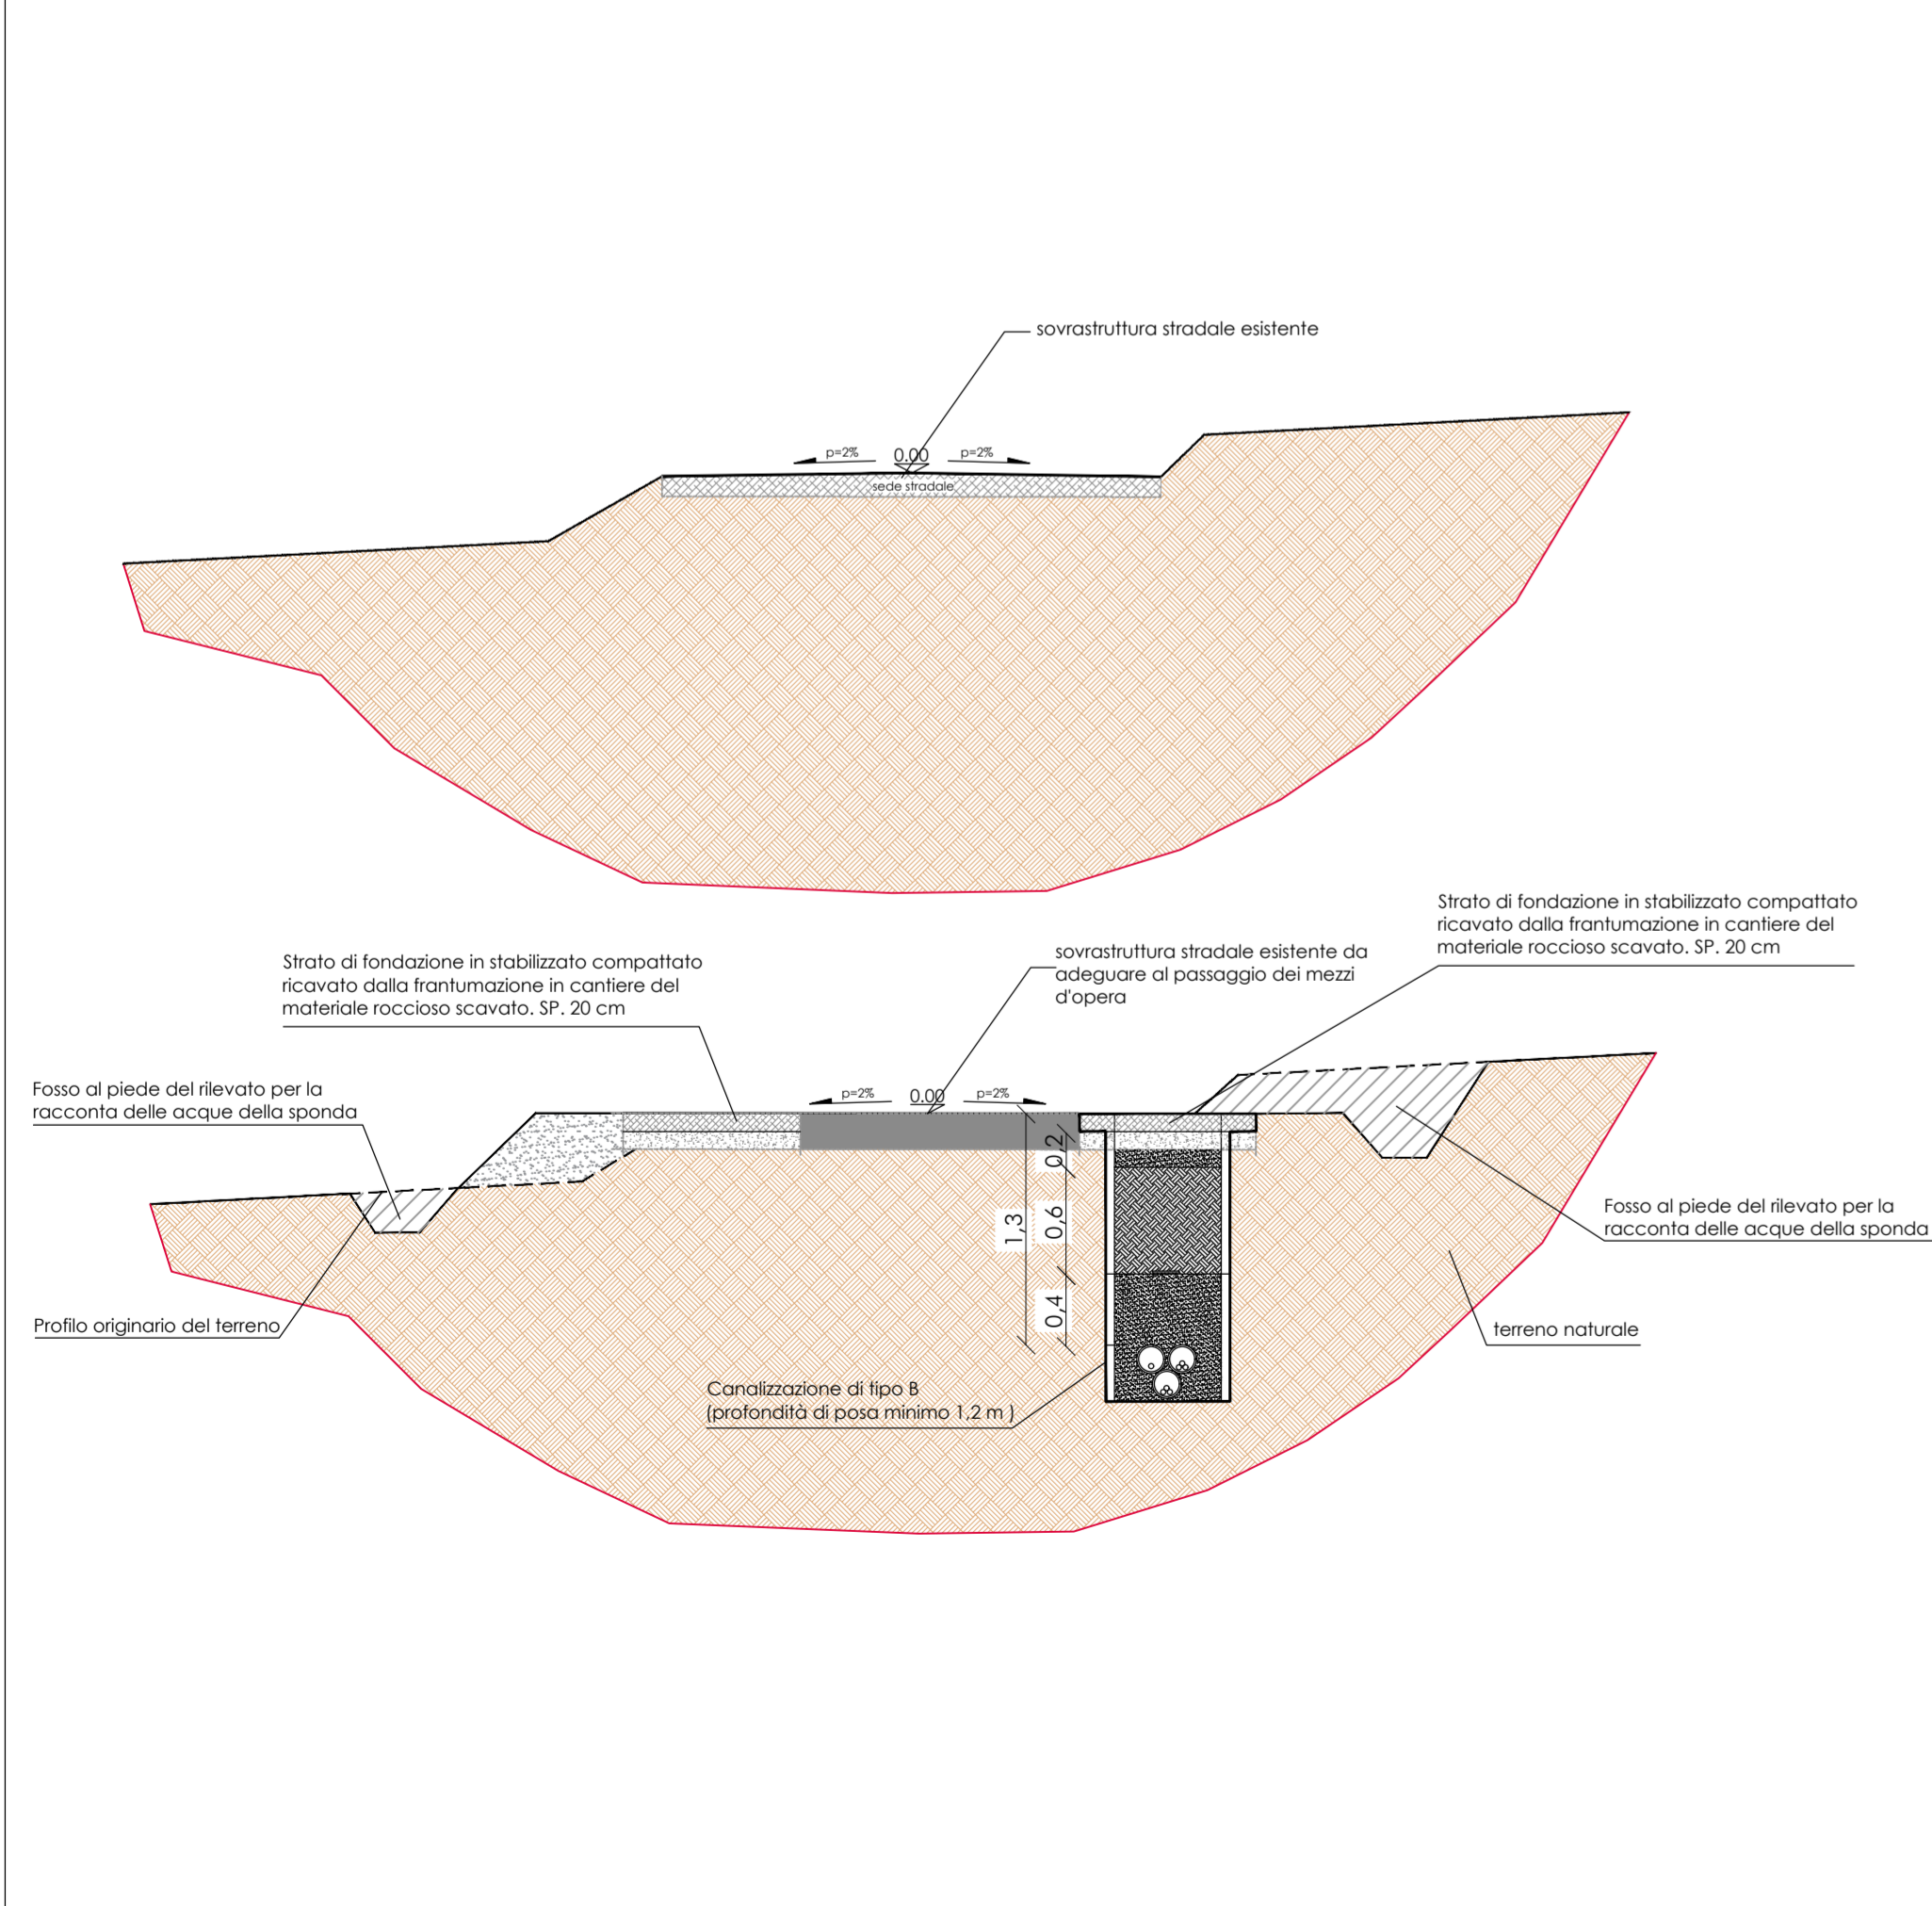 sovrastruttura stradale esistente
p=2%
0.00
p=2%
sede stradale
Strato di fondazione in stabilizzato compattato
ricavato dalla frantumazione in cantiere del
materiale roccioso scavato. SP. 20 cm
sovrastruttura stradale esistente da
adeguare al passaggio dei mezzi
d'opera
Strato di fondazione in stabilizzato compattato
ricavato dalla frantumazione in cantiere del
materiale roccioso scavato. SP. 20 cm
Fosso al piede del rilevato per la
racconta delle acque della sponda
p=2%
0.00
p=2%
0,2
1,3
0,6
0,4
Fosso al piede del rilevato per la
racconta delle acque della sponda
Profilo originario del terreno
terreno naturale
Canalizzazione di tipo B
(profondità di posa minimo 1,2 m )